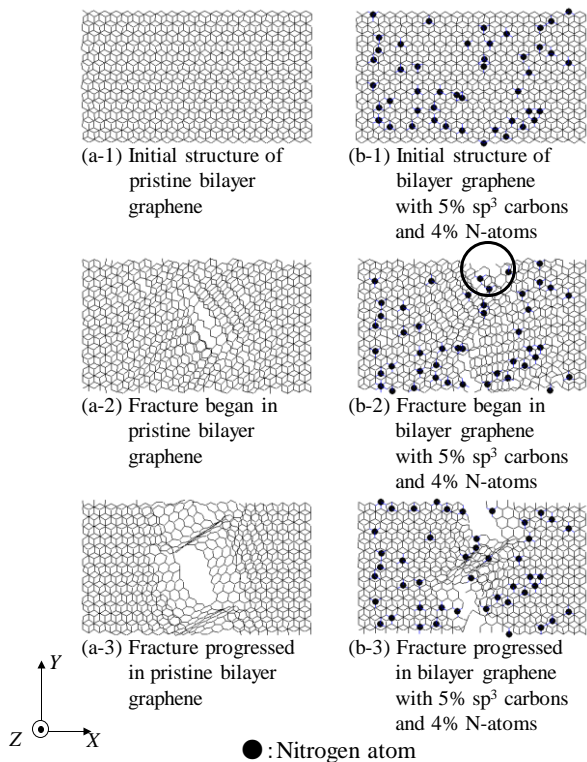 (a-1) Initial structure of
pristine bilayer
graphene
(b-1) Initial structure of
bilayer graphene
with 5% sp³ carbons
and 4% N-atoms
(a-2) Fracture began in
pristine bilayer
graphene
(b-2) Fracture began in
bilayer graphene
with 5% sp³ carbons
and 4% N-atoms
(a-3) Fracture progressed
in pristine bilayer
graphene
(b-3) Fracture progressed
in bilayer graphene
with 5% sp³ carbons
and 4% N-atoms
Y
Z
X
:Nitrogen atom